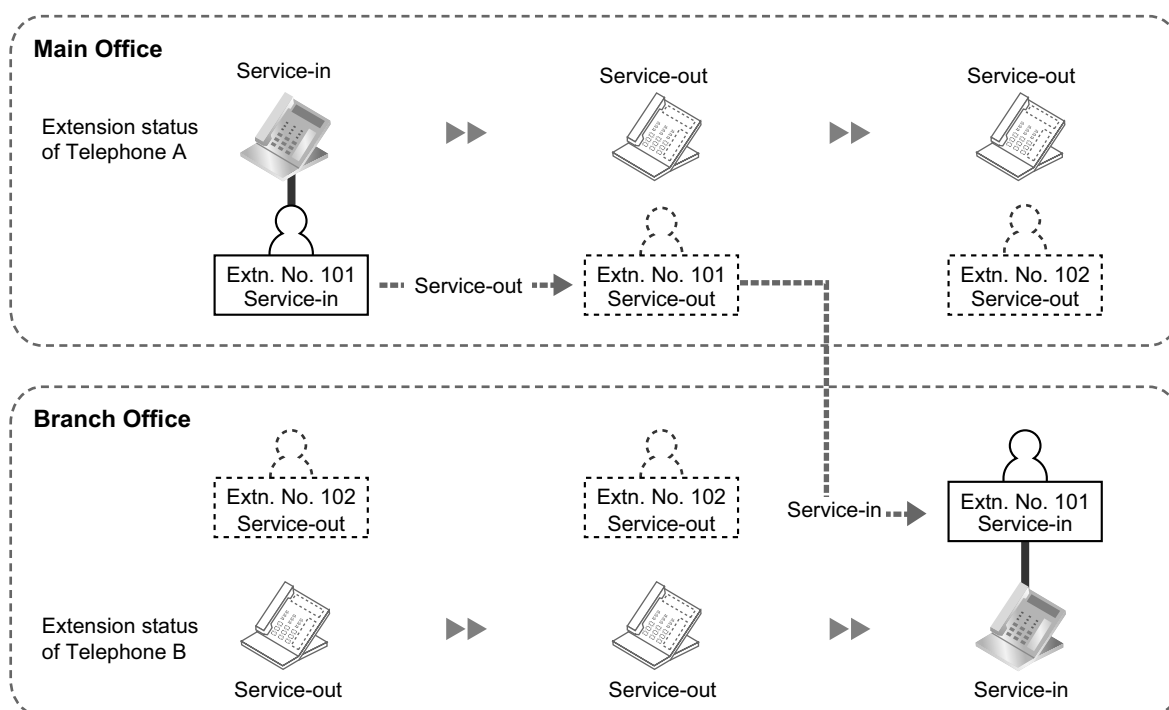 Main Office
Service-in
Service-out
Service-out
Extension status
of Telephone A
Extn. No. 101
Service-in
Service-out
Extn. No. 101
Service-out
Extn. No. 102
Service-out
Branch Office
Extn. No. 102
Service-out
Extn. No. 102
Service-out
Service-in
Extn. No. 101
Service-in
Extension status
of Telephone B
Service-out
Service-out
Service-in